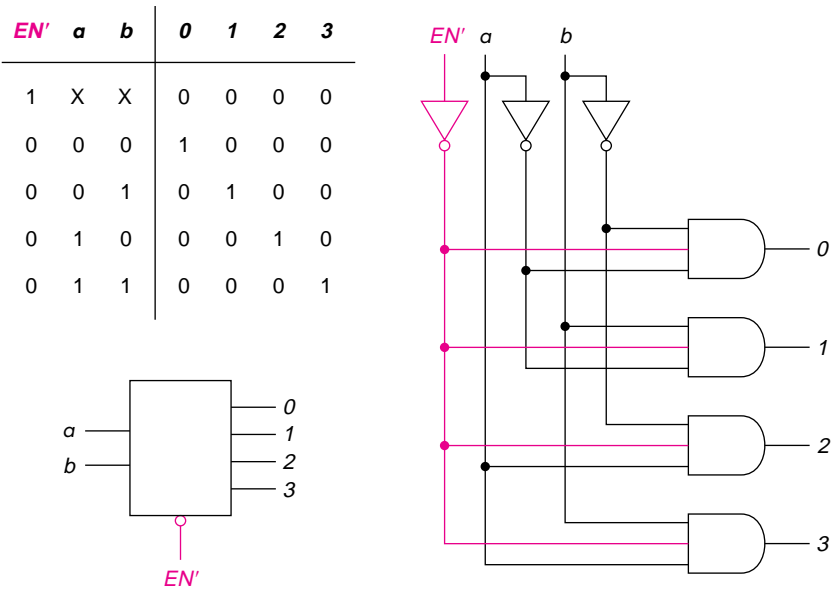 EN′ a b 0 1 2 3
1 X X 0 0 0 0
0 0 0 1 0 0 0
0 0 1 0 1 0 0
0 1 0 0 0 1 0
0 1 1 0 0 0 1
a
b
0
1
2
3
EN′
EN′ a b
0
1
2
3